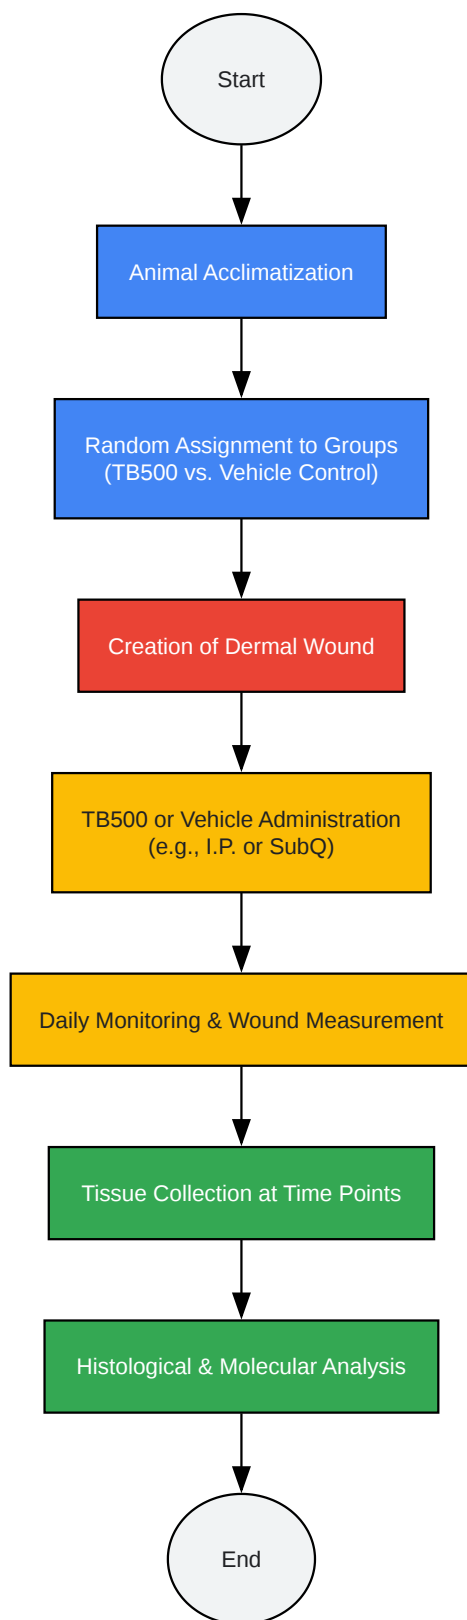 Start
Animal Acclimatization
Random Assignment to Groups
(TB500 vs. Vehicle Control)
Creation of Dermal Wound
TB500 or Vehicle Administration
(e.g., I.P. or SubQ)
Daily Monitoring & Wound Measurement
Tissue Collection at Time Points
Histological & Molecular Analysis
End